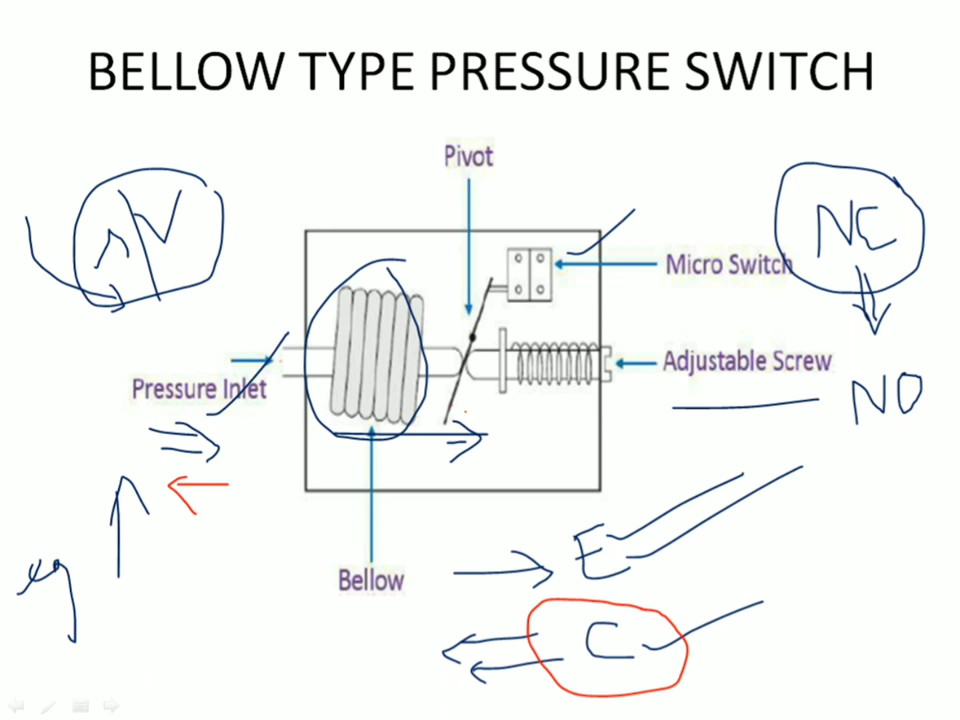 BELLOW TYPE PRESSURE SWITCH
Pivot
NC
Micro Switch
Pressure Inlet
Adjustable Screw
NO
E
Bellow
C